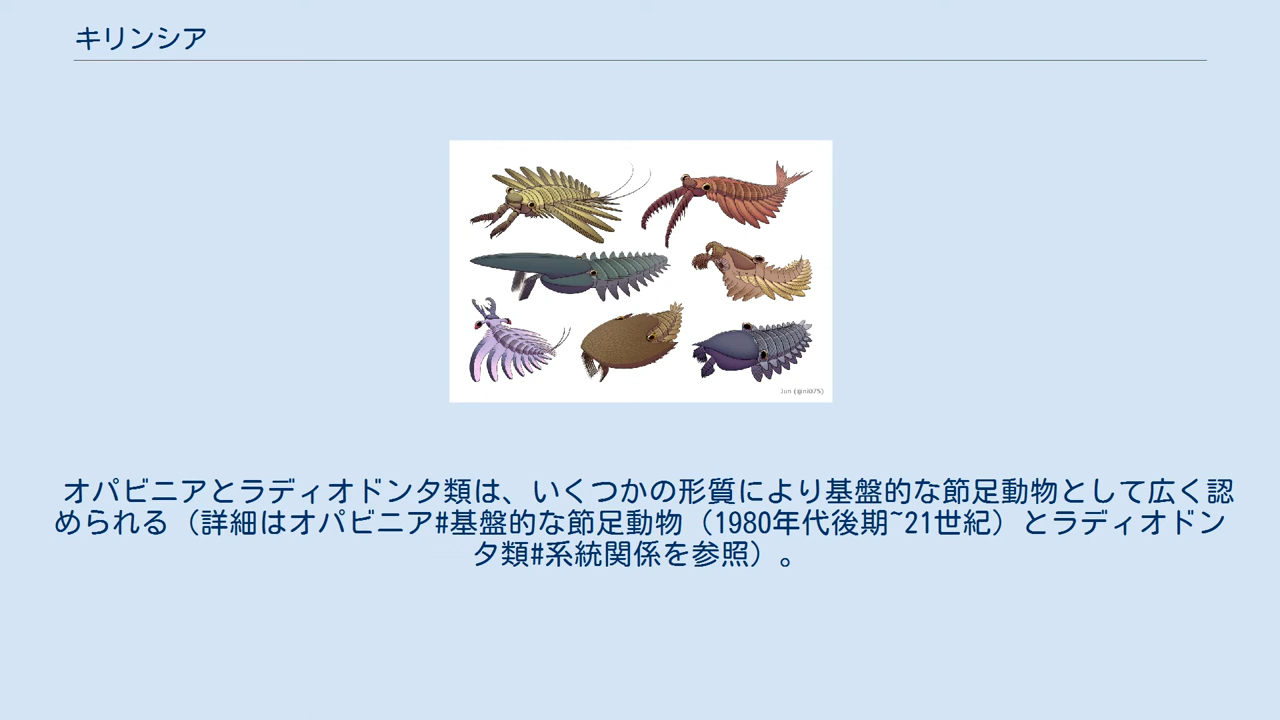 キリンシア
Jun (@ni075)
オパビニアとラディオドンタ類は、いくつかの形質により基盤的な節足動物として広く認
められる（詳細はオパビニア#基盤的な節足動物（1980年代後期~21世紀）とラディオドン
タ類#系統関係を参照）。